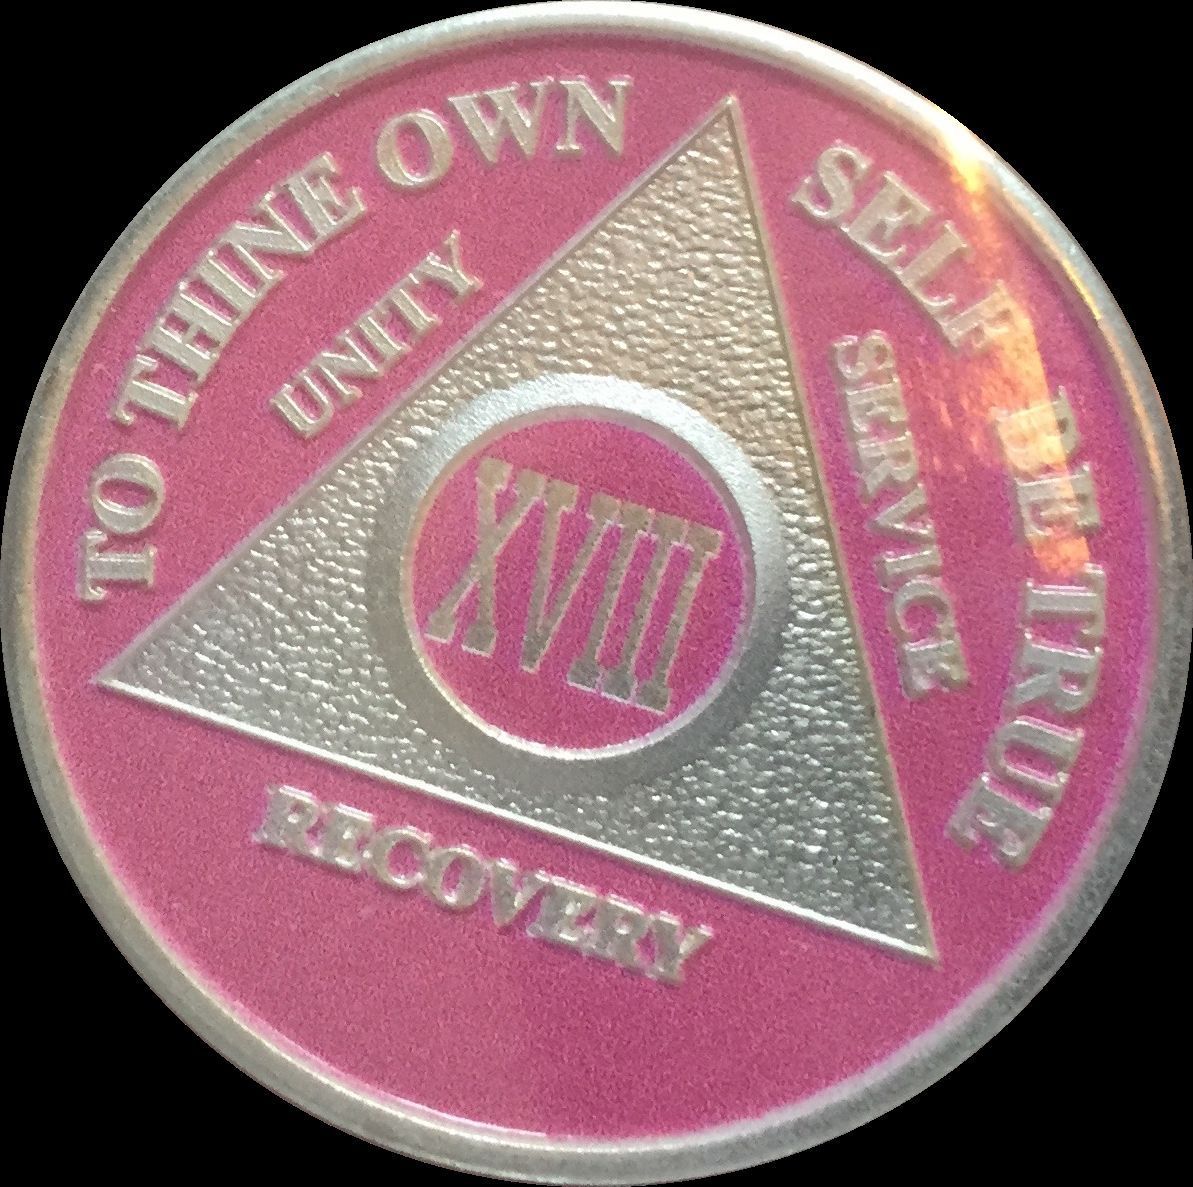 TO THINE OWN SELF BE TRUE
UNITY
SERVICE
XVIII
RECOVERY